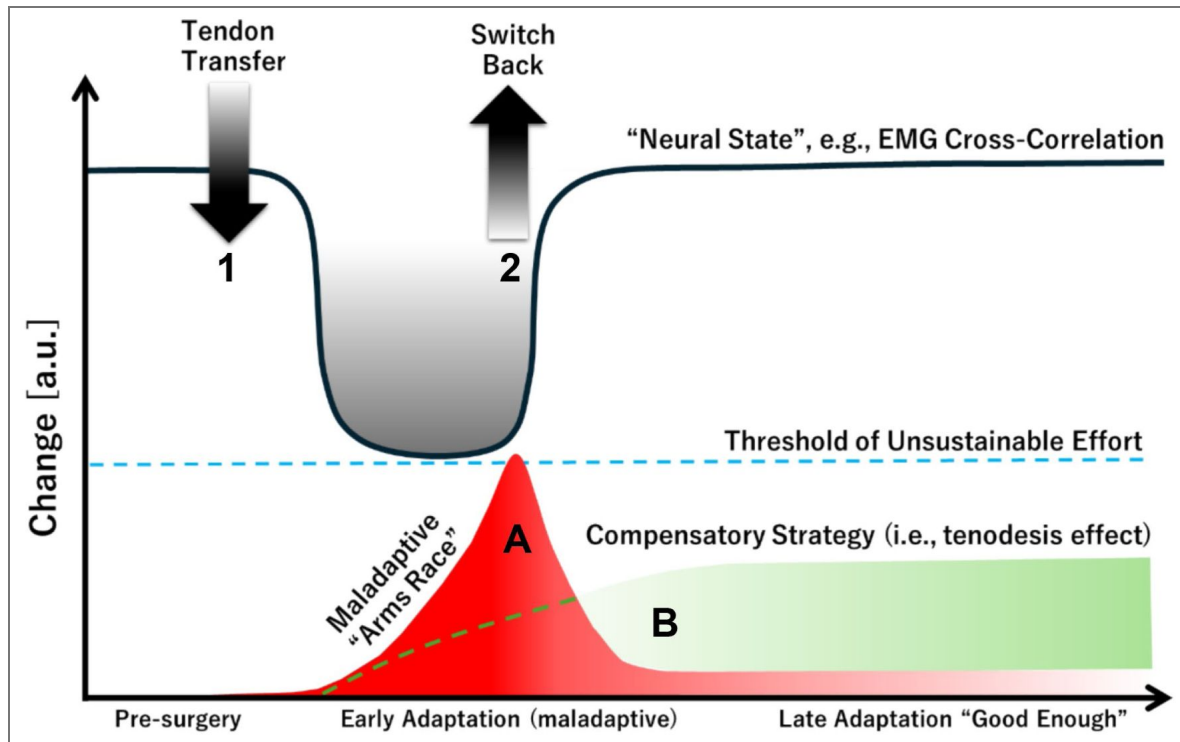 Tendon
Transfer
Switch
Back
“Neural State”, e.g., EMG Cross-Correlation
1
2
Change [a.u.]
Threshold of Unsustainable Effort
Maladaptive
“Arms Race”
A
Compensatory Strategy (i.e., tenodesis effect)
B
Pre-surgery
Early Adaptation (maladaptive)
Late Adaptation “Good Enough”